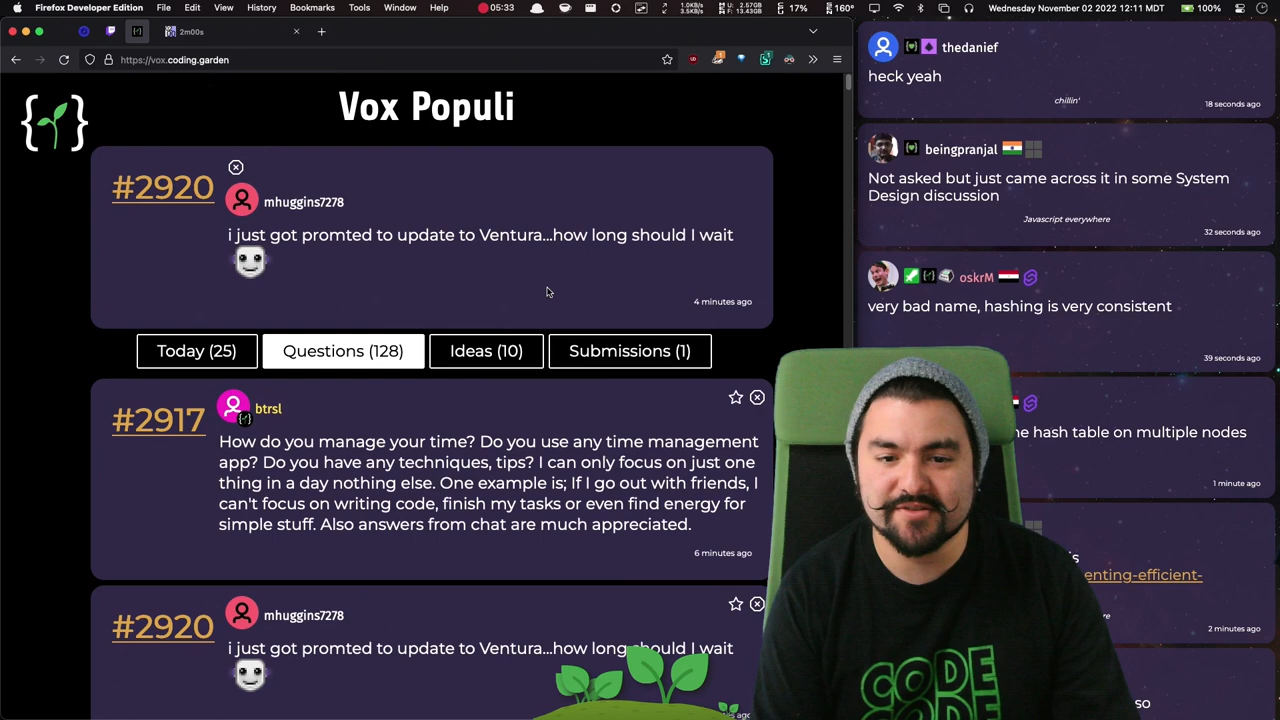 Firefox Developer Edition File Edit View History Bookmarks Tools Window Help 05:33 17% 160° Wednesday November 02 2022 12:11 MDT 100%
2m00s
https://vox.coding.garden
Vox Populi
#2920
mhuggins7278
i just got promted to update to Ventura...how long should I wait
4 minutes ago
Today (25)
Questions (128)
Ideas (10)
Submissions (1)
#2917
btrsl
How do you manage your time? Do you use any time management
app? Do you have any techniques, tips? I can only focus on just one
thing in a day nothing else. One example is; If I go out with friends, I
can't focus on writing code, finish my tasks or even find energy for
simple stuff. Also answers from chat are much appreciated.
6 minutes ago
#2920
mhuggins7278
i just got promted to update to Ventura...how long should I wait
thedanief
heck yeah
chillin'
18 seconds ago
beingpranjal
Not asked but just came across it in some System
Design discussion
Javascript everywhere
32 seconds ago
oskrM
very bad name, hashing is very consistent
39 seconds ago
hash table on multiple nodes
1 minute ago
enting-efficient-
2 minutes ago
so
CODE
CODE